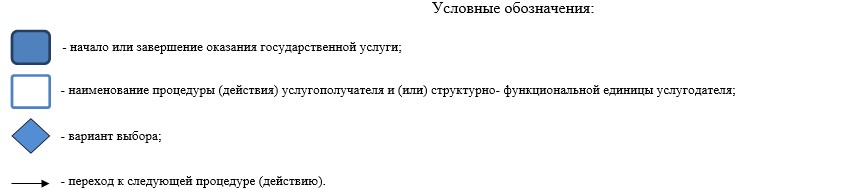 Условные обозначения:
- начало или завершение оказания государственной услуги;
- наименование процедуры (действия) услугополучателя и (или) структурно- функциональной единицы услугодателя;
- вариант выбора;
- переход к следующей процедуре (действию).